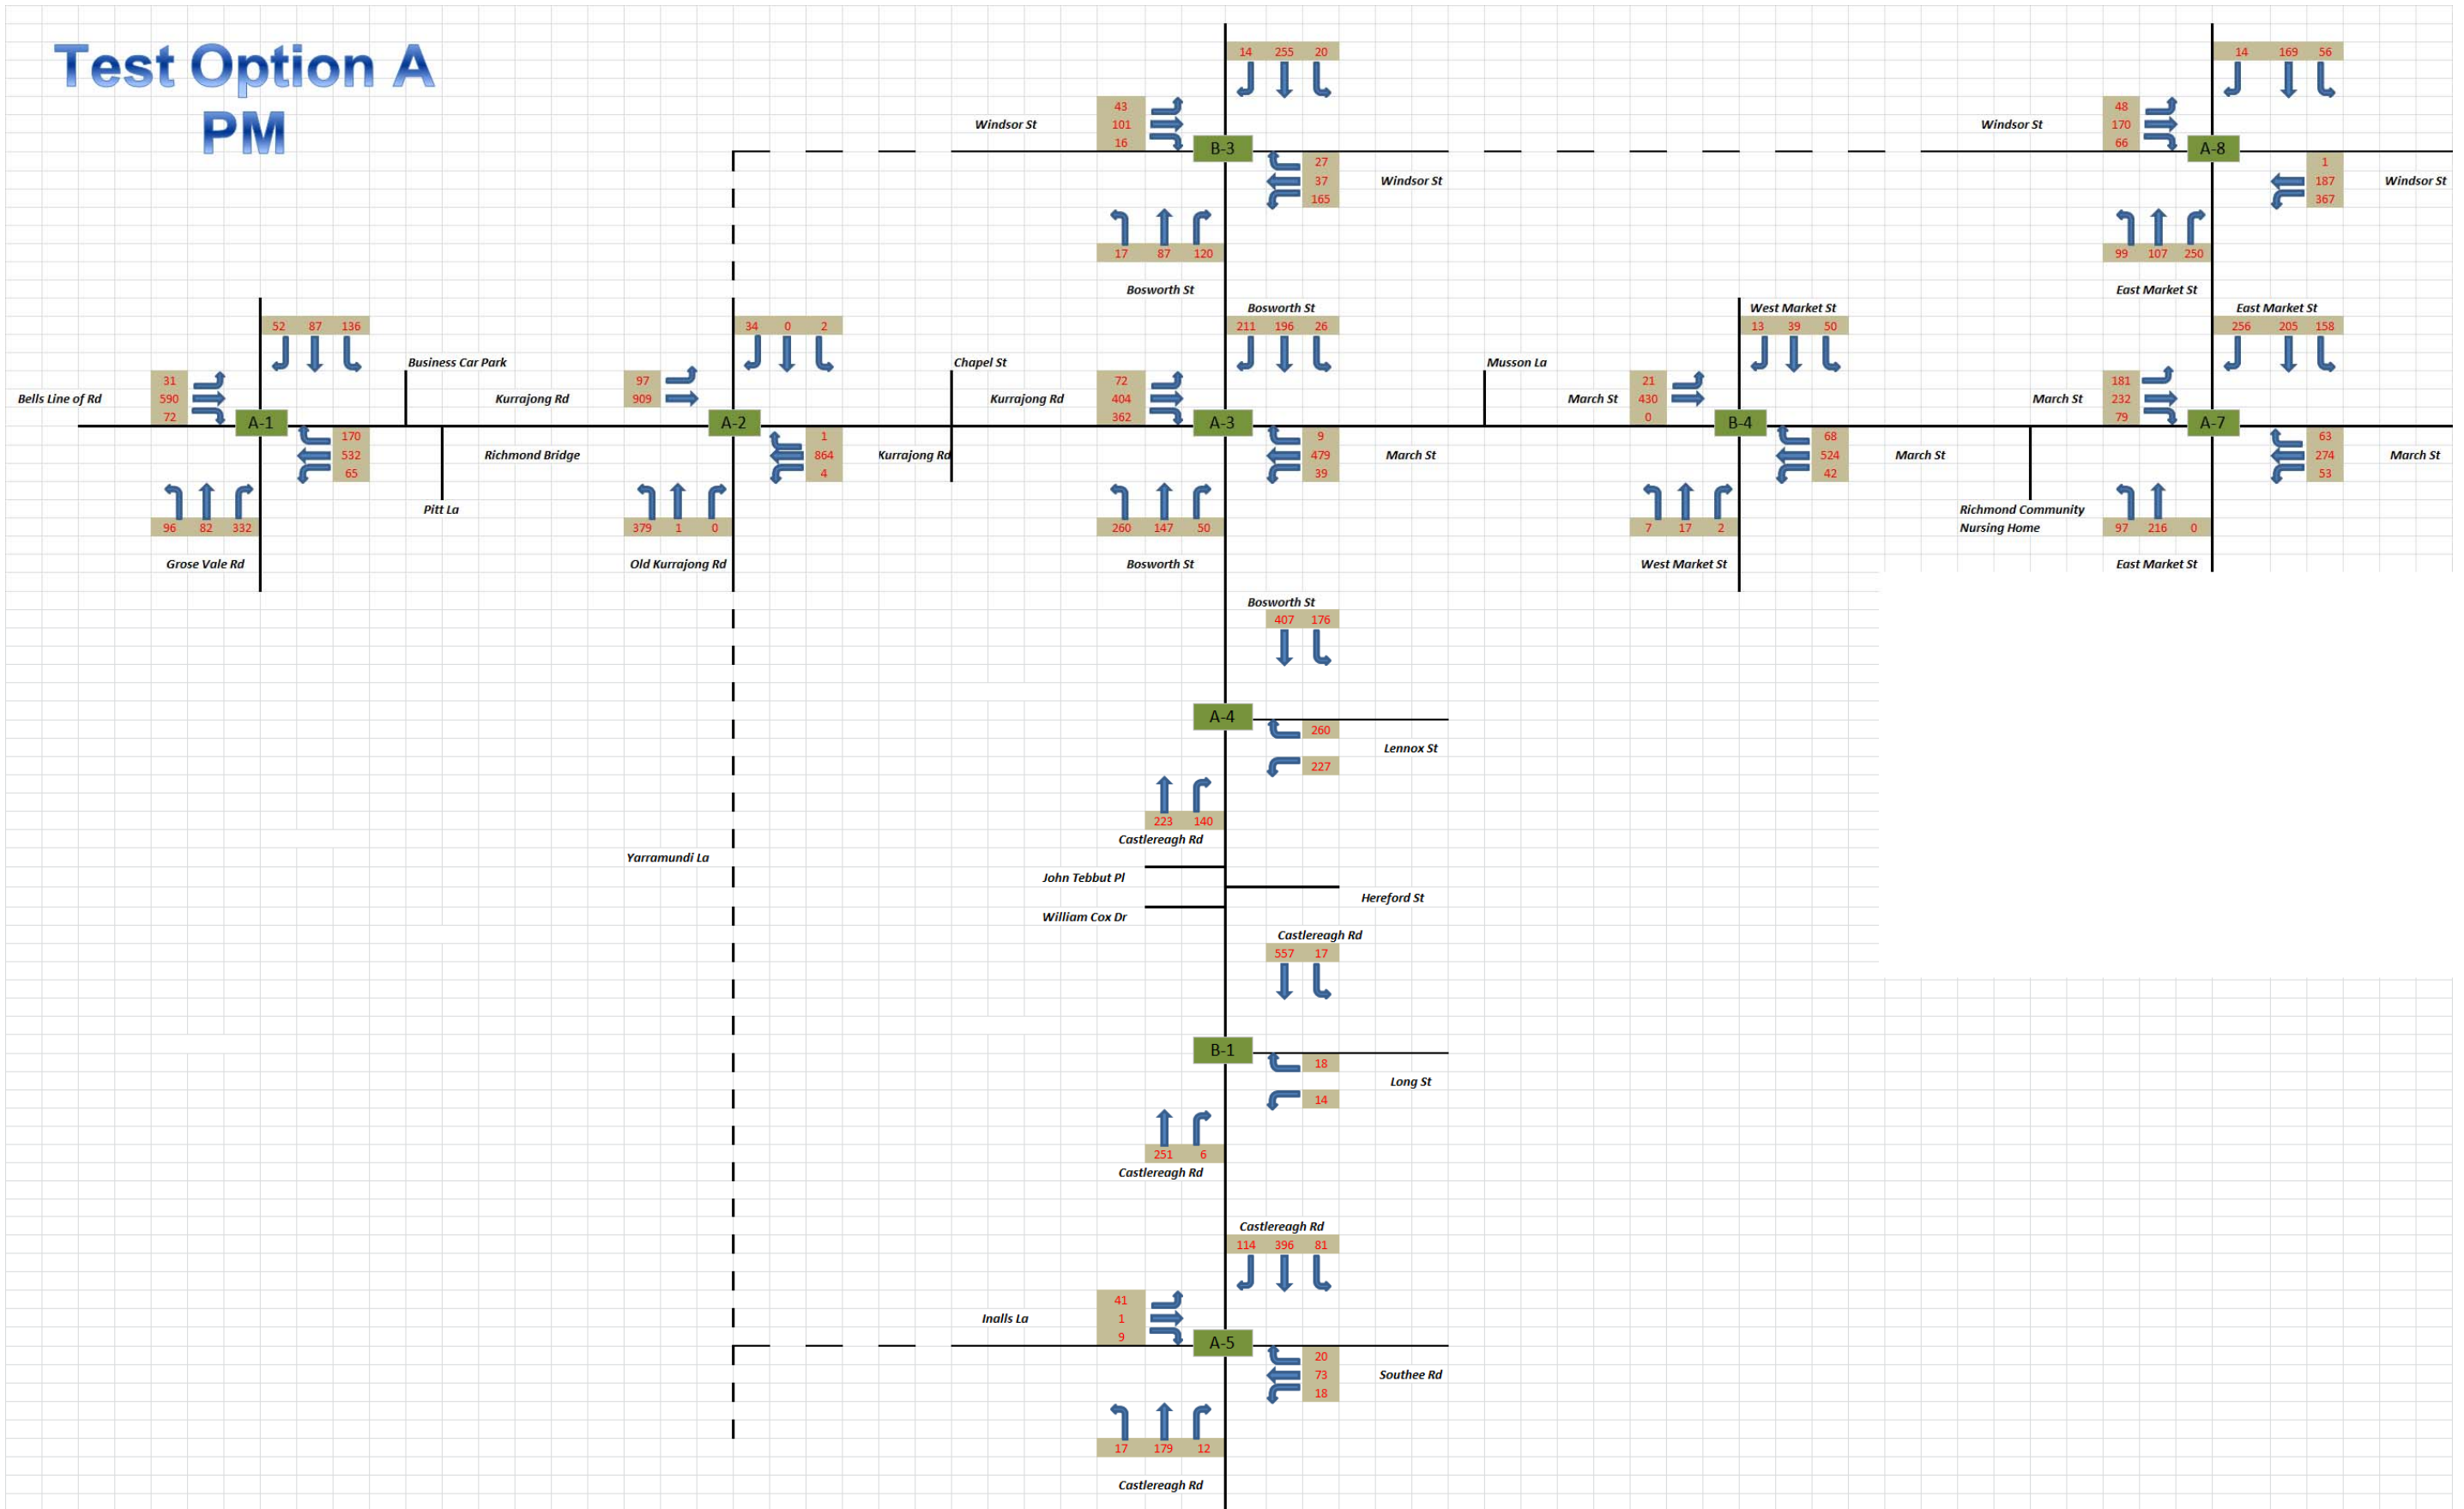 Test Option A
PM
14 255 20
14 169 56
Windsor St
43
101
16
Windsor St
48
170
66
B-3
A-8
27
37
165
Windsor St
1
187
367
Windsor St
17 87 120
99 107 250
Bosworth St
East Market St
Bosworth St
West Market St
East Market St
52 87 136
34 0 2
211 196 26
13 39 50
256 205 158
Business Car Park
Chapel St
Musson La
Bells Line of Rd
31
590
72
Kurrajong Rd
97
909
Kurrajong Rd
72
404
362
March St
21
430
0
March St
181
232
79
A-1
A-2
A-3
B-4
A-7
170
532
65
Richmond Bridge
1
864
4
Kurrajong Rd
9
479
39
March St
68
524
42
March St
63
274
53
March St
Pitt La
Richmond Community
Nursing Home
96 82 332
379 1 0
260 147 50
7 17 2
97 216 0
Grose Vale Rd
Old Kurrajong Rd
Bosworth St
West Market St
East Market St
Bosworth St
407 176
A-4
260
227
Lennox St
223 140
Castlereagh Rd
Yarramundi La
John Tebbut Pl
Hereford St
William Cox Dr
Castlereagh Rd
557 17
B-1
18
14
Long St
251 6
Castlereagh Rd
Castlereagh Rd
114 396 81
Inalls La
41
1
9
A-5
20
73
18
Southee Rd
17 179 12
Castlereagh Rd